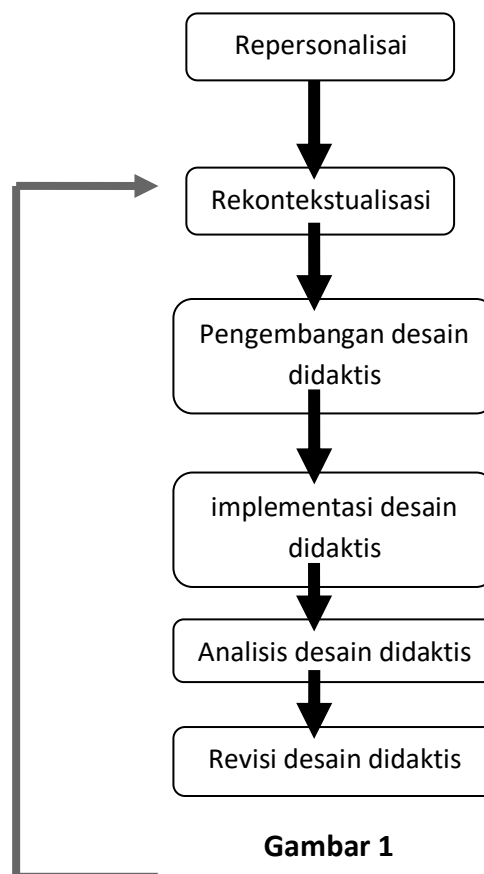 Repersonalisai
Rekontekstualisasi
Pengembangan desain
didaktis
implementasi desain
didaktis
Analisis desain didaktis
Revisi desain didaktis
Gambar 1